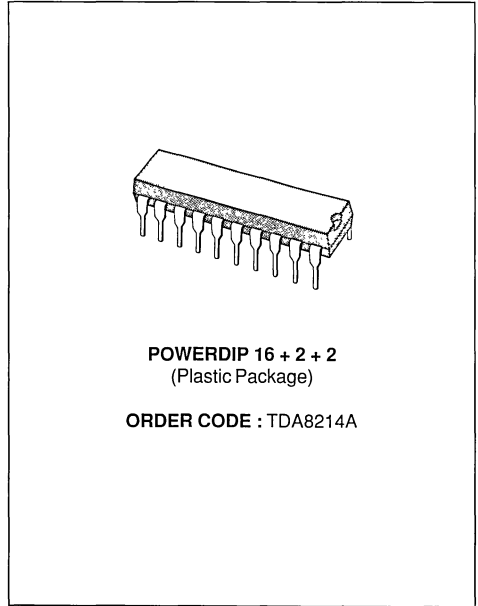 POWERDIP 16 + 2 + 2
(Plastic Package)
ORDER CODE : TDA8214A